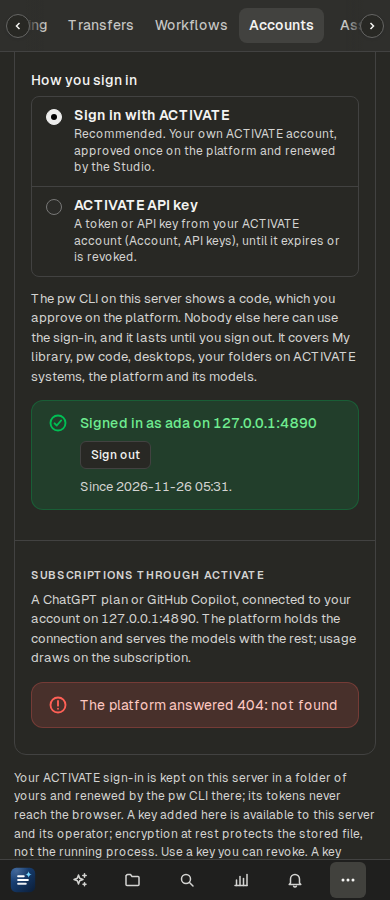 ng Transfers Workflows Accounts As
How you sign in
Sign in with ACTIVATE
Recommended. Your own ACTIVATE account,
approved once on the platform and renewed
by the Studio.
ACTIVATE API key
A token or API key from your ACTIVATE
account (Account, API keys), until it expires or
is revoked.
The pw CLI on this server shows a code, which you
approve on the platform. Nobody else here can use
the sign-in, and it lasts until you sign out. It covers My
library, pw code, desktops, your folders on ACTIVATE
systems, the platform and its models.
Signed in as ada on 127.0.0.1:4890
Sign out
Since 2026-11-26 05:31.
SUBSCRIPTIONS THROUGH ACTIVATE
A ChatGPT plan or GitHub Copilot, connected to your
account on 127.0.0.1:4890. The platform holds the
connection and serves the models with the rest; usage
draws on the subscription.
The platform answered 404: not found
Your ACTIVATE sign-in is kept on this server in a folder of
yours and renewed by the pw CLI there; its tokens never
reach the browser. A key added here is available to this server
and its operator; encryption at rest protects the stored file,
not the running process. Use a key you can revoke. A key